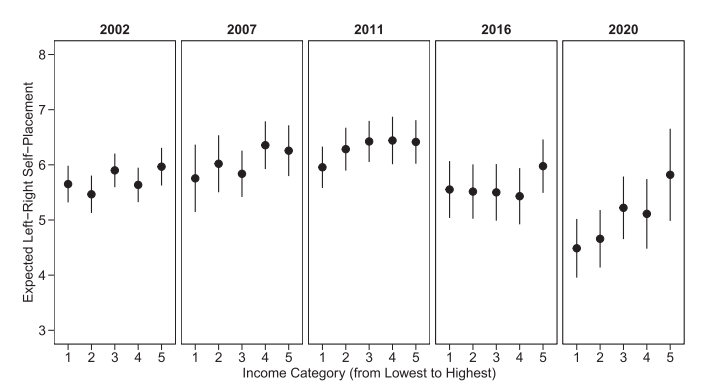 2002 2007 2011 2016 2020
Expected Left−Right Self−Placement
8
7
6
5
4
3
1 2 3 4 5 1 2 3 4 5 1 2 3 4 5 1 2 3 4 5 1 2 3 4 5
Income Category (from Lowest to Highest)